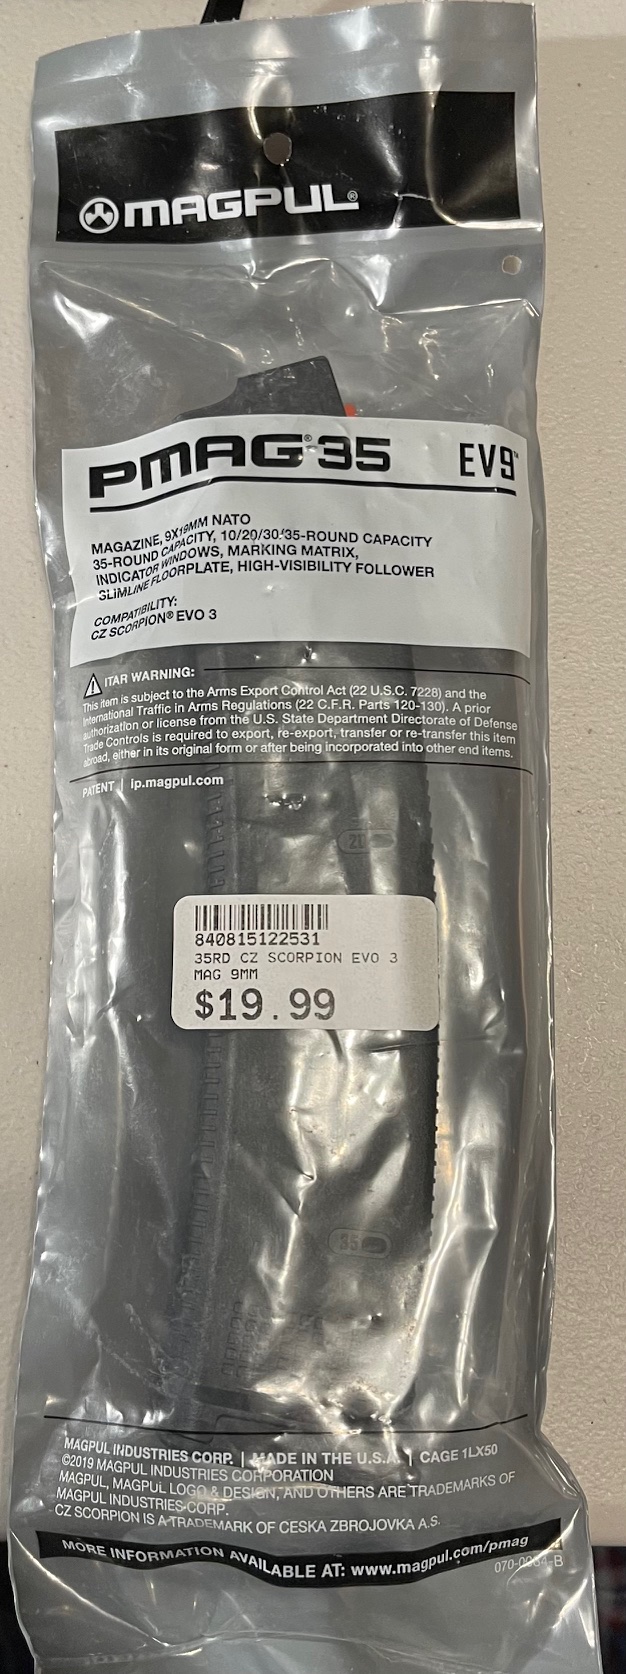 MAGPUL®
PMAG® 35 EV9™
MAGAZINE, 9X19MM NATO
35-ROUND CAPACITY, 10/20/30/35-ROUND CAPACITY
INDICATOR WINDOWS, MARKING MATRIX,
SLIMLINE FLOORPLATE, HIGH-VISIBILITY FOLLOWER
COMPATIBILITY:
CZ SCORPION® EVO 3
ITAR WARNING:
This item is subject to the Arms Export Control Act (22 U.S.C. 7228) and the
International Traffic in Arms Regulations (22 C.F.R. Parts 120-130). A prior
authorization or license from the U.S. State Department Directorate of Defense
Trade Controls is required to export, re-export, transfer or re-transfer this item
abroad, either in its original form or after being incorporated into other end items.
PATENT | ip.magpul.com
20
840815122531
35RD CZ SCORPION EVO 3
MAG 9MM
$19.99
35
MAGPUL INDUSTRIES CORP. | MADE IN THE U.S.A. | CAGE 1LX50
©2019 MAGPUL INDUSTRIES CORPORATION
MAGPUL, MAGPUL LOGO & DESIGN, AND OTHERS ARE TRADEMARKS OF
MAGPUL INDUSTRIES CORP.
CZ SCORPION IS A TRADEMARK OF CESKA ZBROJOVKA A.S.
MORE INFORMATION AVAILABLE AT: www.magpul.com/pmag